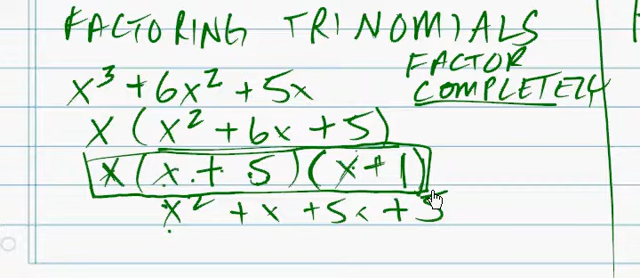 FACTORING TRINOMIALS
FACTOR
COMPLETELY
x³ + 6x² + 5x
x (x² + 6x + 5)
x (x + 5) (x + 1)
x² + x + 5x + 5